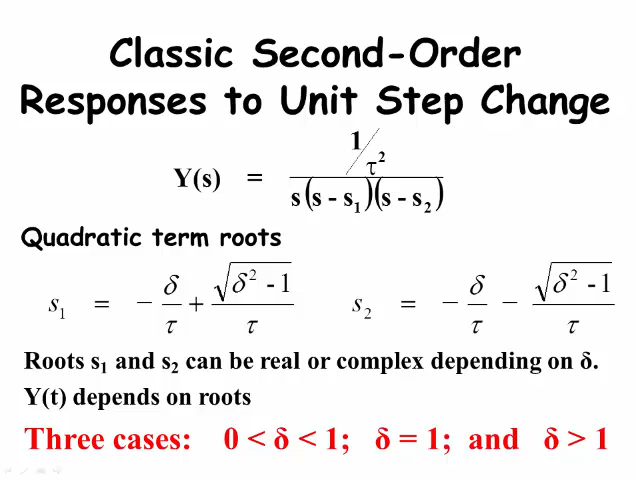 Classic Second-Order
Responses to Unit Step Change
Y(s) = 1/τ² / s(s - s₁)(s - s₂)
Quadratic term roots
s₁ = − δ/τ + √(δ² - 1)/τ    s₂ = − δ/τ − √(δ² - 1)/τ
Roots s₁ and s₂ can be real or complex depending on δ.
Y(t) depends on roots
Three cases: 0 < δ < 1; δ = 1; and δ > 1